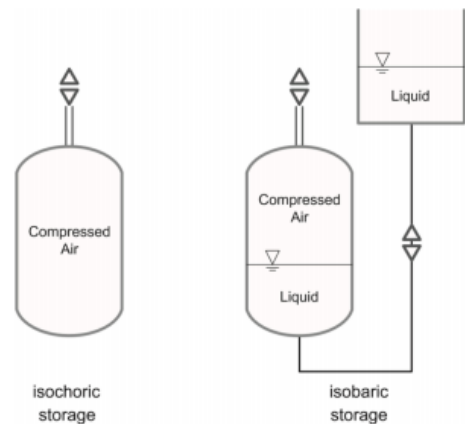 Liquid
Compressed
Air
Compressed
Air
Liquid
isochoric
storage
isobaric
storage